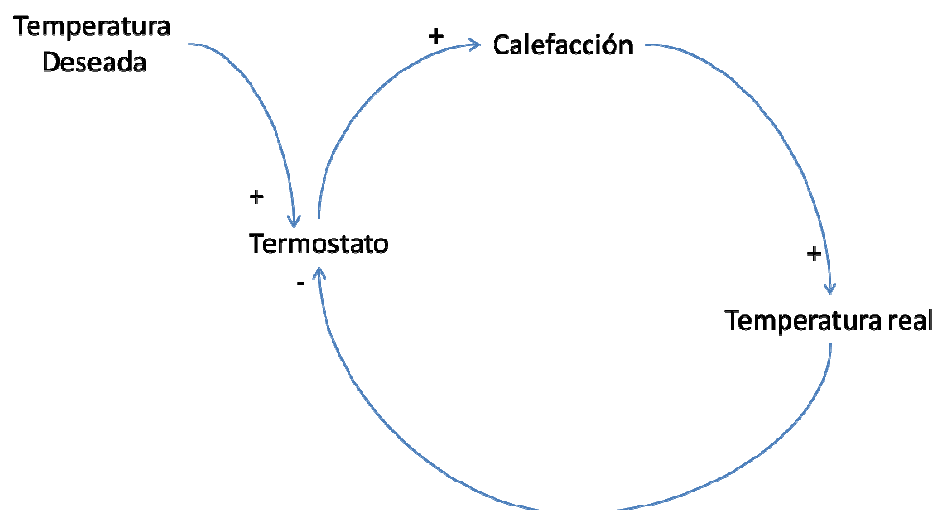 Temperatura
Deseada
+
Calefacción
+
Termostato
-
+
Temperatura real